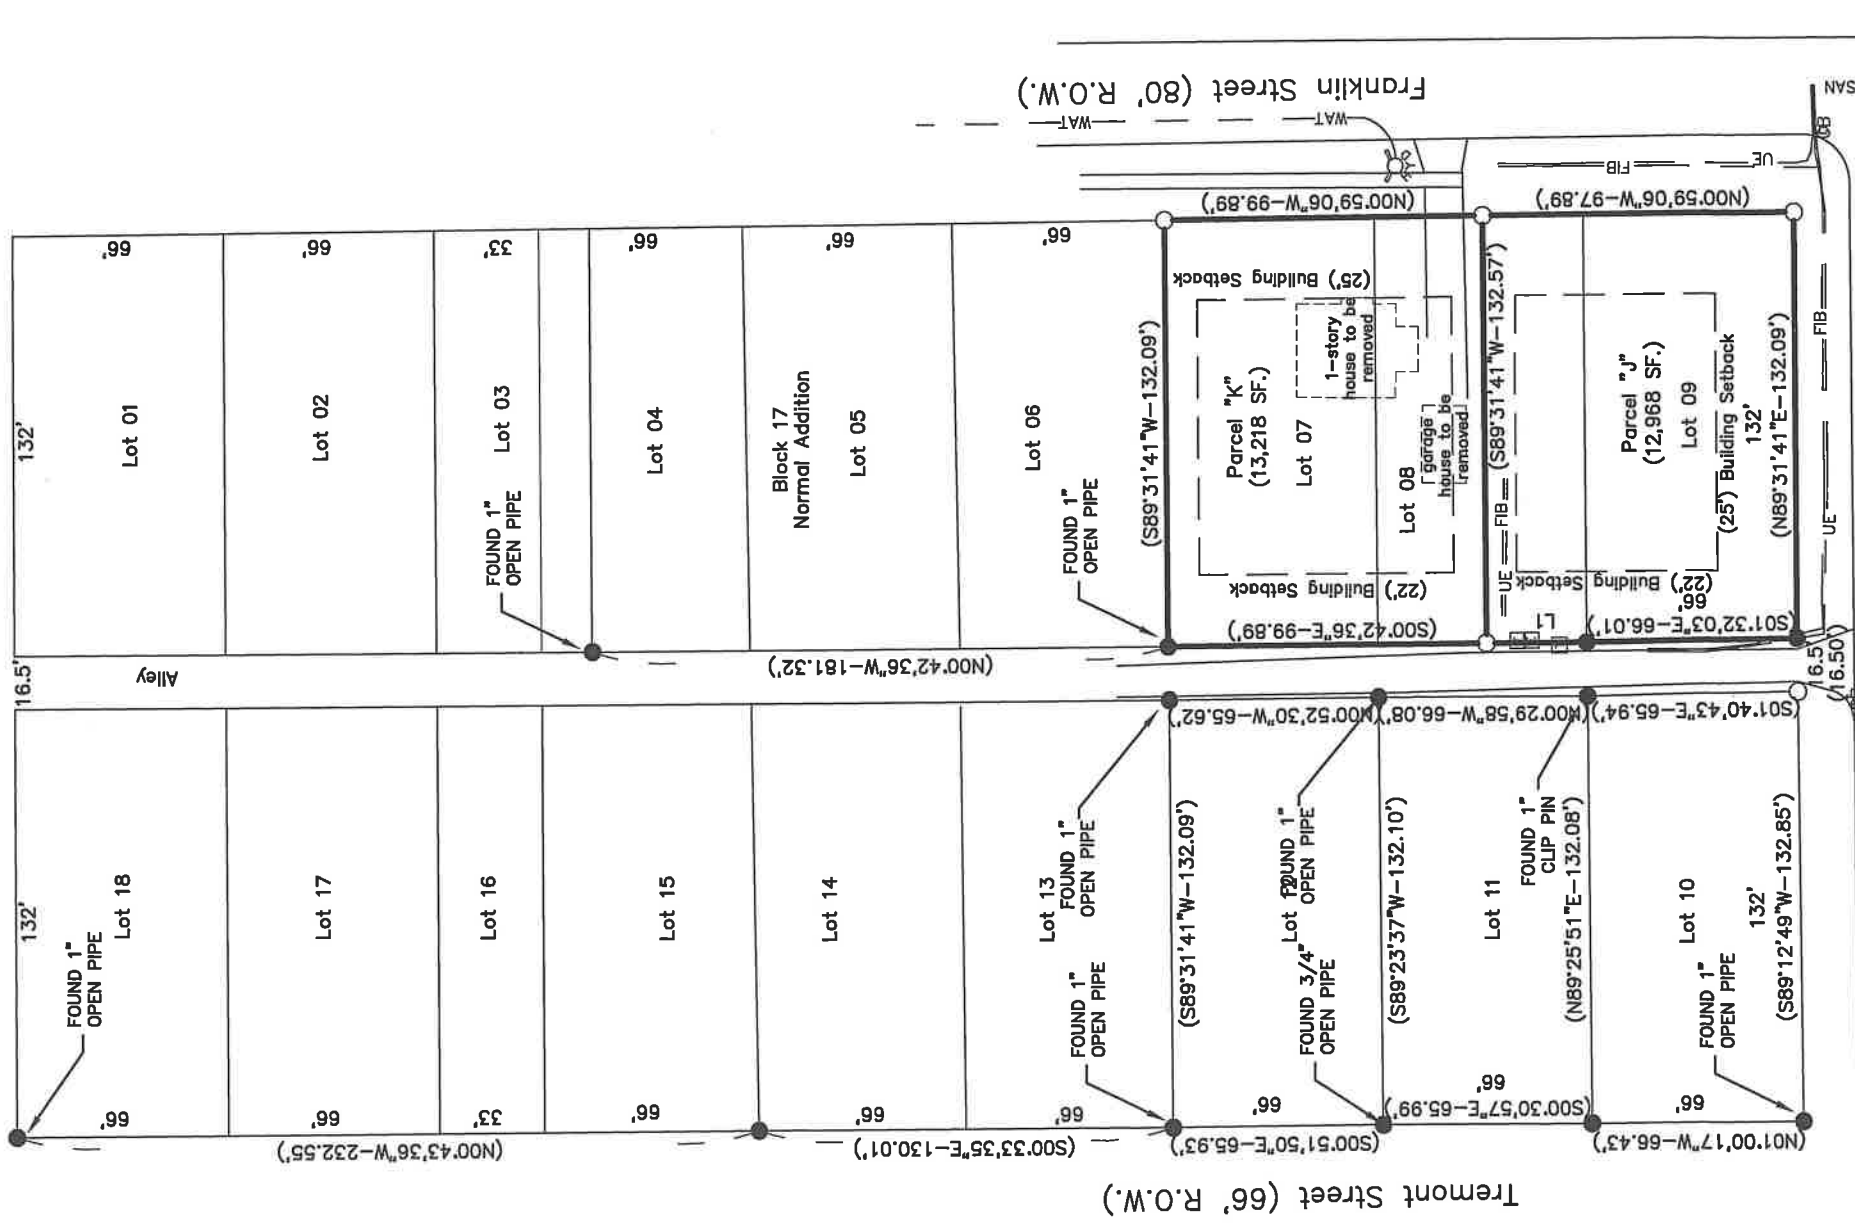 Franklin Street (80' R.O.W.)
WAT
WAT
SAN
CB
UE
FIB
(N00°59'06"W-99.89')
(N00°59'06"W-97.89')
66'
66'
33'
66'
66'
66'
132'
Lot 01
Lot 02
Lot 03
Lot 04
Block 17
Normal Addition
Lot 05
Lot 06
(S89°31'41"W-132.09')
(25') Building Setback
1-story
house to be
removed
Parcel "K"
(13,218 SF.)
Lot 07
Lot 08
garage
house to be
removed
(22') Building Setback
(S00°42'36"E-99.89')
(S89°31'41"W-132.57')
FIB
UE
Parcel "J"
(12,968 SF.)
Lot 09
(25') Building Setback
132'
(N89°31'41"E-132.09')
(22') Building Setback
66'
(S01°32'03"E-66.01')
L1
FIB
UE
FOUND 1"
OPEN PIPE
FOUND 1"
OPEN PIPE
16.5'
Alley
(N00°42'36"W-181.32')
16.5'
(16.50')
(N00°52'30"W-65.62')
(N00°29'58"W-66.08')
(S01°40'43"E-65.94')
132'
Lot 18
Lot 17
Lot 16
Lot 15
Lot 14
Lot 13
FOUND 1"
OPEN PIPE
(S89°31'41"W-132.09')
Lot 12
FOUND 1"
OPEN PIPE
(S89°23'37"W-132.10')
Lot 11
FOUND 1"
CLIP PIN
(N89°25'51"E-132.08')
Lot 10
132'
(S89°12'49"W-132.85')
FOUND 1"
OPEN PIPE
FOUND 1"
OPEN PIPE
FOUND 3/4"
OPEN PIPE
FOUND 1"
OPEN PIPE
66'
66'
33'
66'
66'
66'
66'
66'
66'
(N00°43'36"W-232.55')
(S00°33'35"E-130.01')
(S00°51'50"E-65.93')
(S00°30'57"E-65.99')
(N01°00'17"W-66.43')
Tremont Street (66' R.O.W.)